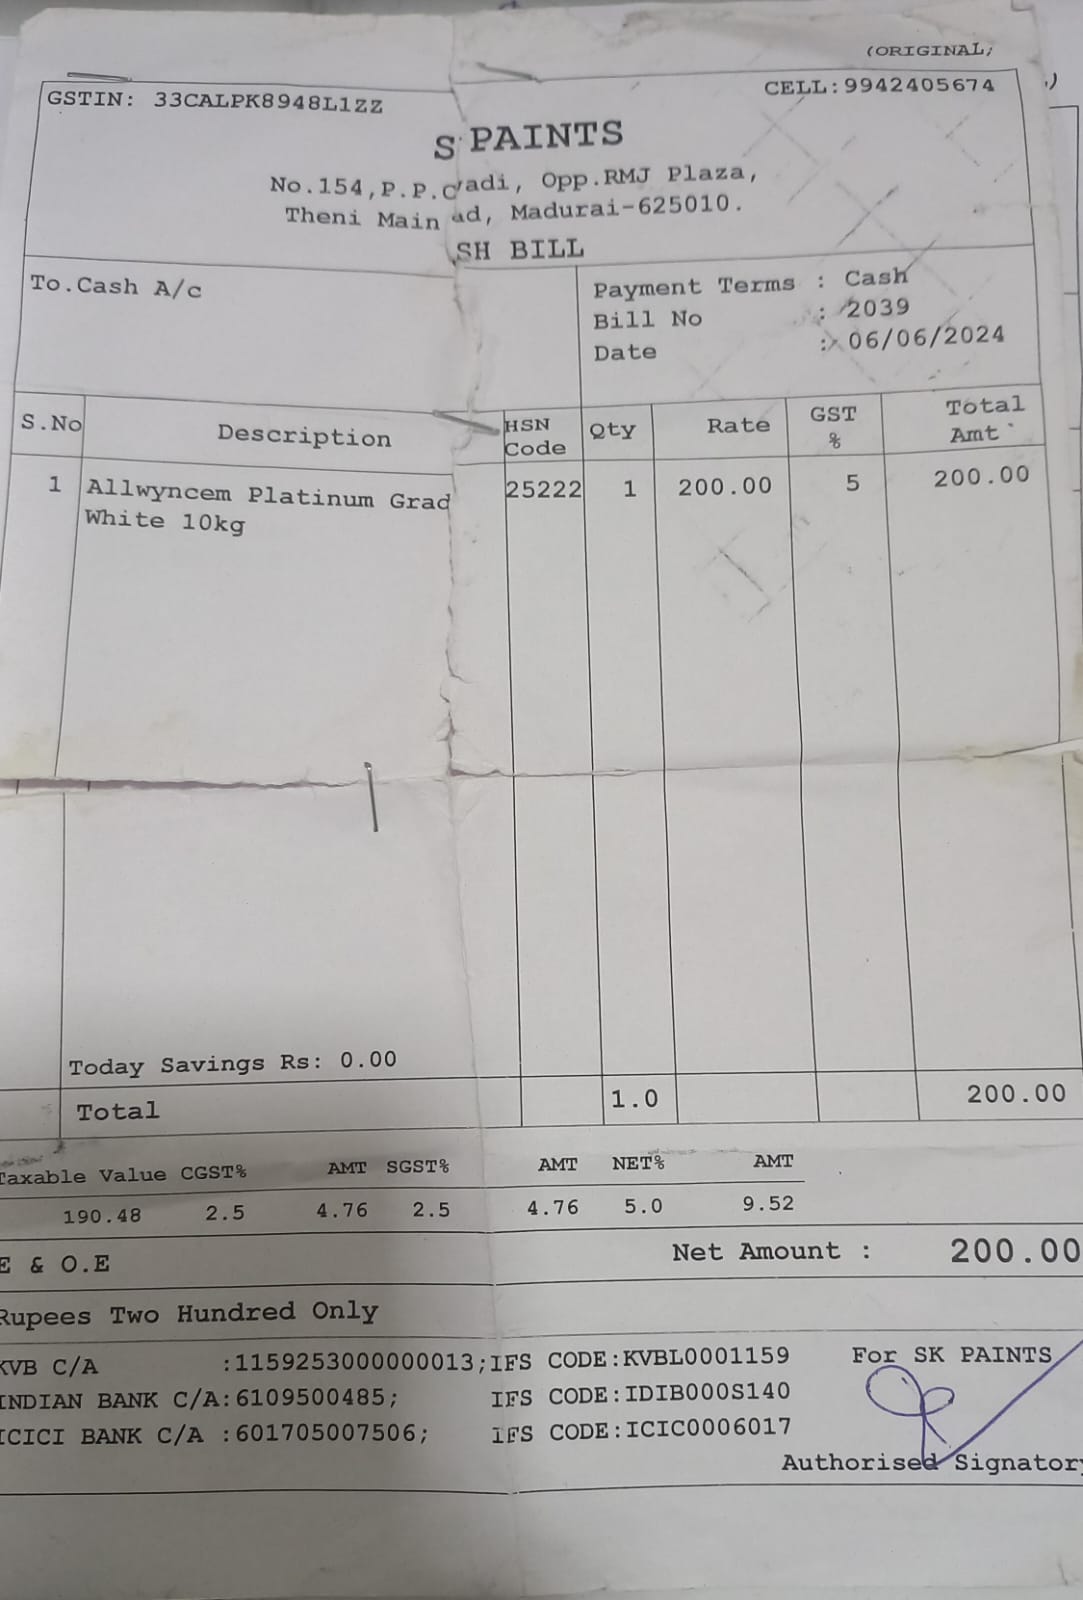 (ORIGINAL)
GSTIN: 33CALPK8948L1ZZ CELL:9942405674
S PAINTS
No.154,P.P.C adi, Opp.RMJ Plaza,
Theni Main ad, Madurai-625010.
SH BILL
To.Cash A/c
Payment Terms : Cash
Bill No : 2039
Date : 06/06/2024
S.No Description HSN Code Qty Rate GST % Total Amt
1 Allwyncem Platinum Grad 25222 1 200.00 5 200.00
White 10kg
Today Savings Rs: 0.00
Total 1.0 200.00
Taxable Value CGST% AMT SGST% AMT NET% AMT
190.48 2.5 4.76 2.5 4.76 5.0 9.52
E & O.E Net Amount : 200.00
Rupees Two Hundred Only
KVB C/A :1159253000000013;IFS CODE:KVBL0001159 For SK PAINTS
INDIAN BANK C/A:6109500485; IFS CODE:IDIB000S140
ICICI BANK C/A :601705007506; IFS CODE:ICIC0006017
Authorised Signatory